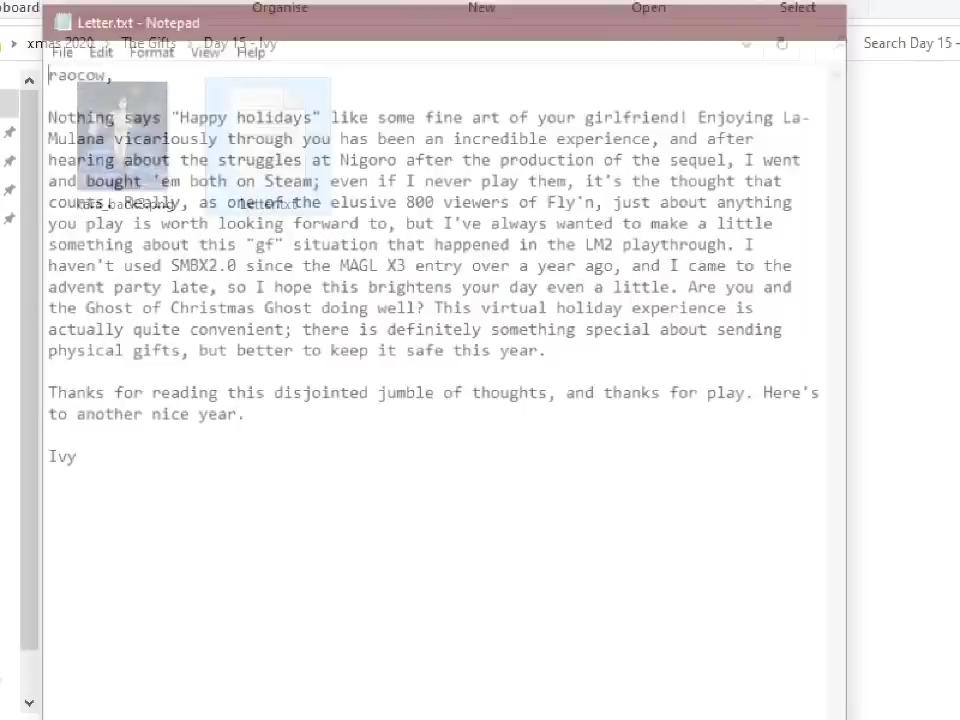 pboard
Organise
New
Open
Select
Letter.txt - Notepad
xmas 2020 The Gifts Day 15 - Ivy
Search Day 15 -
File Edit Format View Help
raocow,
Nothing says "Happy holidays" like some fine art of your girlfriend! Enjoying La-
Mulana vicariously through you has been an incredible experience, and after
hearing about the struggles at Nigoro after the production of the sequel, I went
and bought 'em both on Steam; even if I never play them, it's the thought that
counts. Really, as one of the elusive 800 viewers of Fly'n, just about anything
you play is worth looking forward to, but I've always wanted to make a little
something about this "gf" situation that happened in the LM2 playthrough. I
haven't used SMBX2.0 since the MAGL X3 entry over a year ago, and I came to the
advent party late, so I hope this brightens your day even a little. Are you and
the Ghost of Christmas Ghost doing well? This virtual holiday experience is
actually quite convenient; there is definitely something special about sending
physical gifts, but better to keep it safe this year.
Thanks for reading this disjointed jumble of thoughts, and thanks for play. Here's
to another nice year.
Ivy
Letter.txt